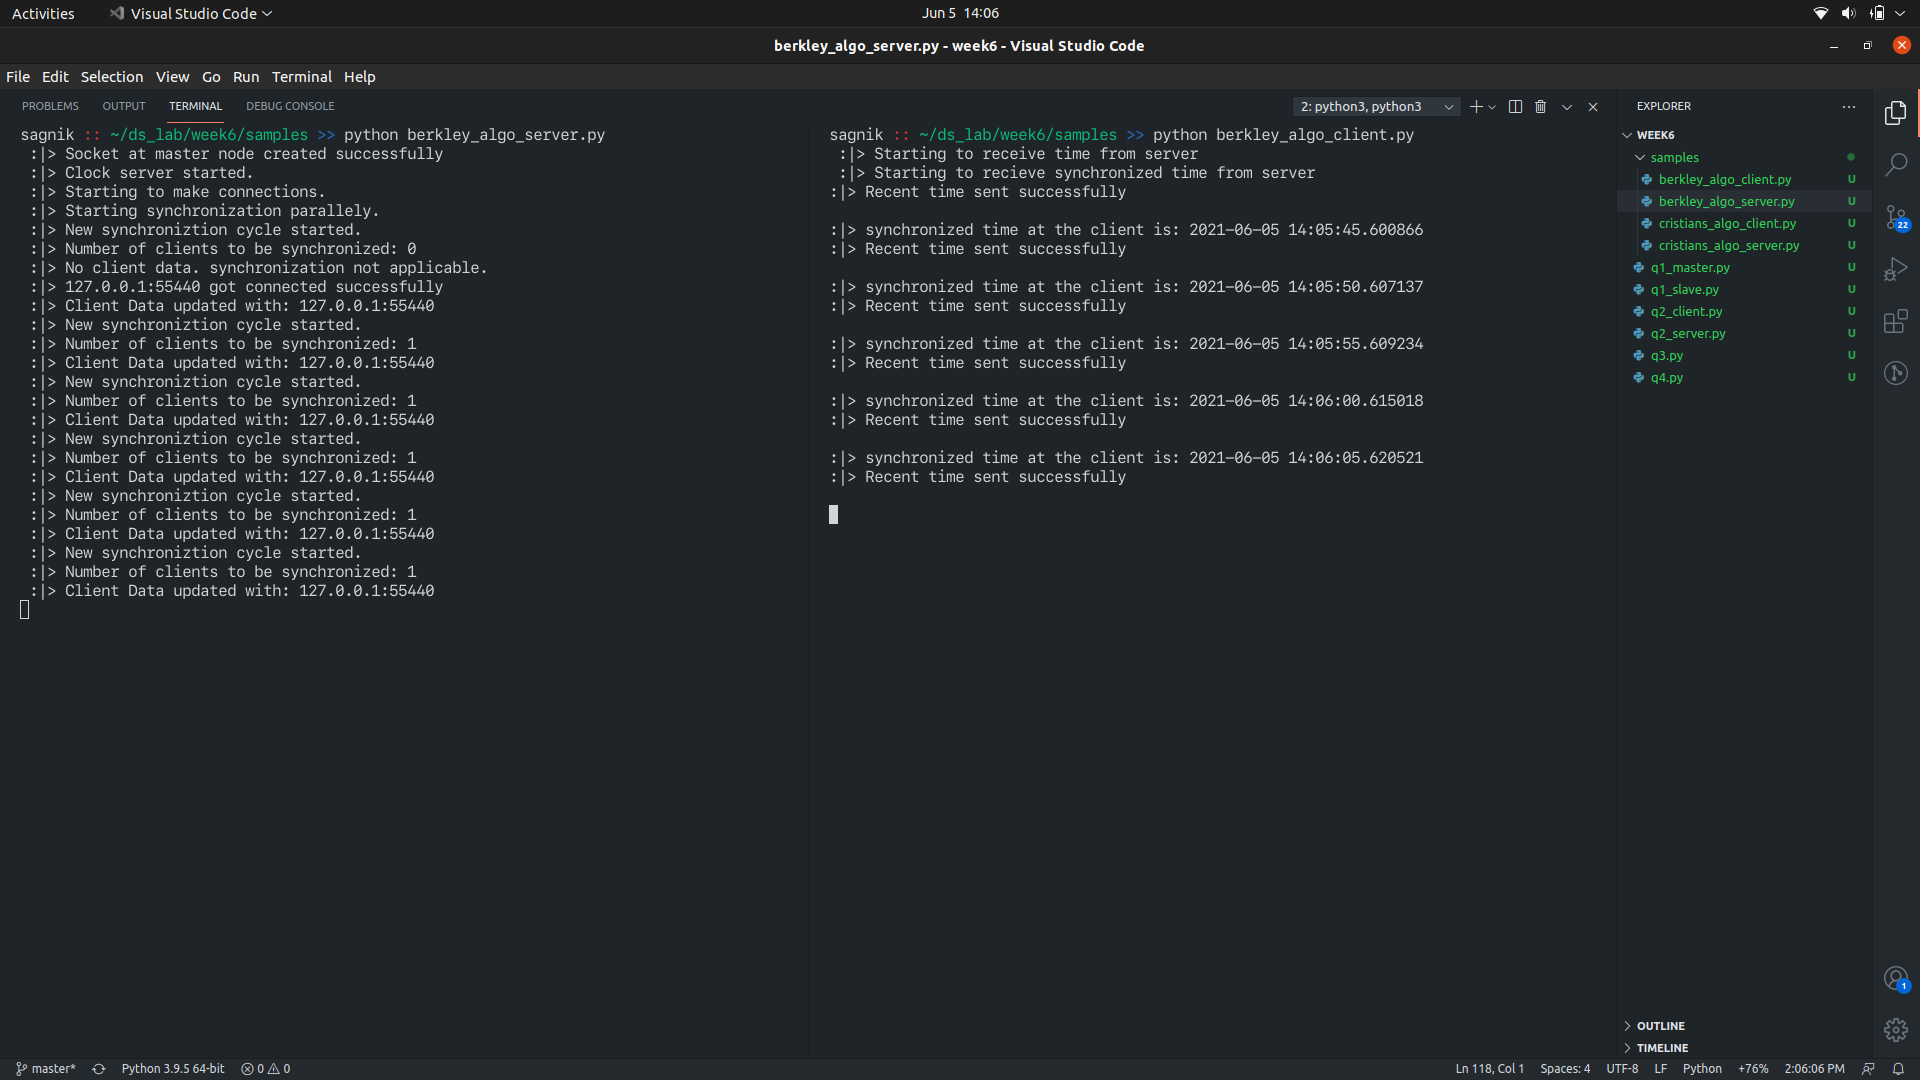 Activities
Visual Studio Code
Jun 5 14:06
berkley_algo_server.py - week6 - Visual Studio Code
File Edit Selection View Go Run Terminal Help
PROBLEMS OUTPUT TERMINAL DEBUG CONSOLE
2: python3, python3
sagnik :: ~/ds_lab/week6/samples >> python berkley_algo_server.py
:|> Socket at master node created successfully
:|> Clock server started.
:|> Starting to make connections.
:|> Starting synchronization parallely.
:|> New synchroniztion cycle started.
:|> Number of clients to be synchronized: 0
:|> No client data. synchronization not applicable.
:|> 127.0.0.1:55440 got connected successfully
:|> Client Data updated with: 127.0.0.1:55440
:|> New synchroniztion cycle started.
:|> Number of clients to be synchronized: 1
:|> Client Data updated with: 127.0.0.1:55440
:|> New synchroniztion cycle started.
:|> Number of clients to be synchronized: 1
:|> Client Data updated with: 127.0.0.1:55440
:|> New synchroniztion cycle started.
:|> Number of clients to be synchronized: 1
:|> Client Data updated with: 127.0.0.1:55440
:|> New synchroniztion cycle started.
:|> Number of clients to be synchronized: 1
:|> Client Data updated with: 127.0.0.1:55440
:|> New synchroniztion cycle started.
:|> Number of clients to be synchronized: 1
:|> Client Data updated with: 127.0.0.1:55440
sagnik :: ~/ds_lab/week6/samples >> python berkley_algo_client.py
:|> Starting to receive time from server
:|> Starting to recieve synchronized time from server
:|> Recent time sent successfully
:|> synchronized time at the client is: 2021-06-05 14:05:45.600866
:|> Recent time sent successfully
:|> synchronized time at the client is: 2021-06-05 14:05:50.607137
:|> Recent time sent successfully
:|> synchronized time at the client is: 2021-06-05 14:05:55.609234
:|> Recent time sent successfully
:|> synchronized time at the client is: 2021-06-05 14:06:00.615018
:|> Recent time sent successfully
:|> synchronized time at the client is: 2021-06-05 14:06:05.620521
:|> Recent time sent successfully
EXPLORER
WEEK6
samples
berkley_algo_client.py U
berkley_algo_server.py U
cristians_algo_client.py U
cristians_algo_server.py U
q1_master.py U
q1_slave.py U
q2_client.py U
q2_server.py U
q3.py U
q4.py U
OUTLINE
TIMELINE
22
1
master* Python 3.9.5 64-bit 0 0
Ln 118, Col 1 Spaces: 4 UTF-8 LF Python +76% 2:06:06 PM